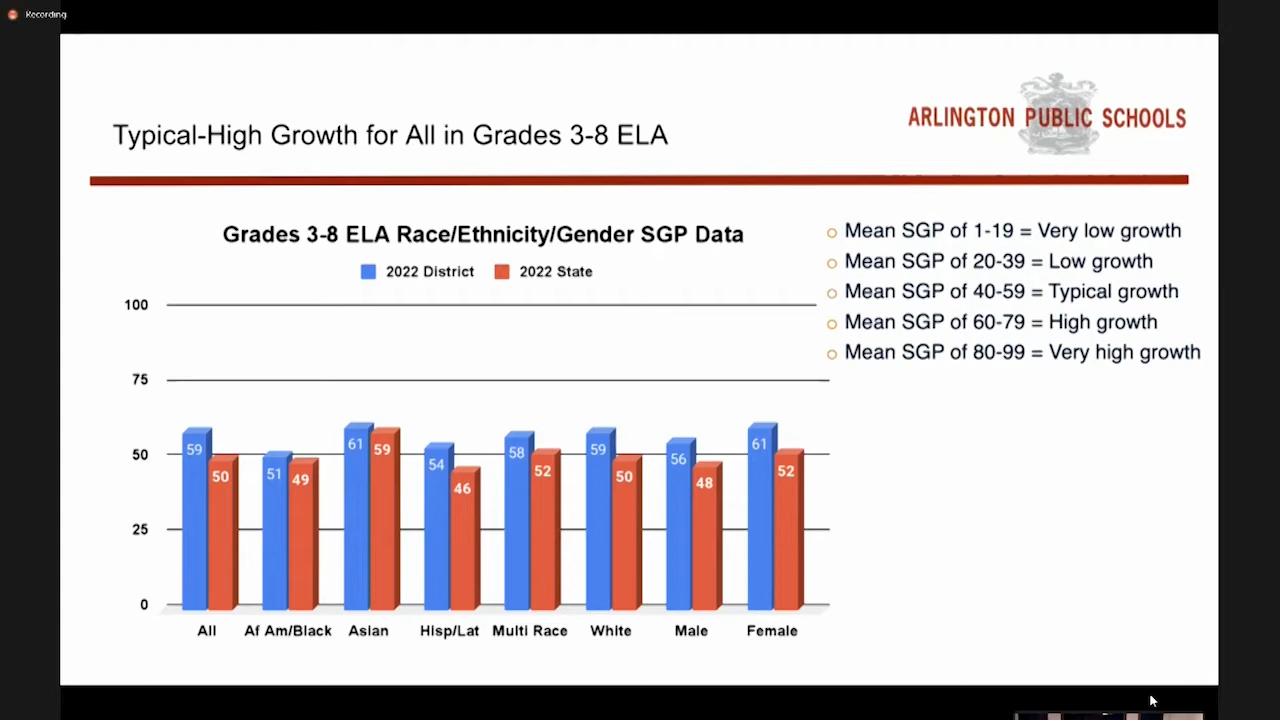 Recording
ARLINGTON PUBLIC SCHOOLS
Typical-High Growth for All in Grades 3-8 ELA
Grades 3-8 ELA Race/Ethnicity/Gender SGP Data
2022 District 2022 State
100
75
50
25
0
59 50 51 49 61 59 54 46 58 52 59 50 56 48 61 52
All Af Am/Black Asian Hisp/Lat Multi Race White Male Female
Mean SGP of 1-19 = Very low growth
Mean SGP of 20-39 = Low growth
Mean SGP of 40-59 = Typical growth
Mean SGP of 60-79 = High growth
Mean SGP of 80-99 = Very high growth